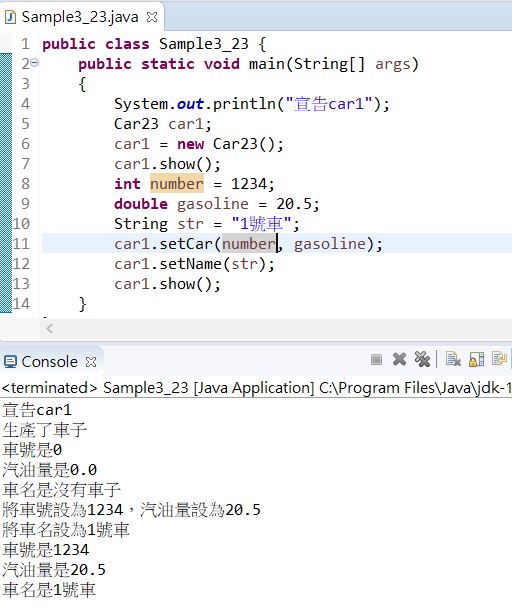 Sample3_23.java
1 public class Sample3_23 {
2 public static void main(String[] args)
3 {
4 System.out.println("宣告car1");
5 Car23 car1;
6 car1 = new Car23();
7 car1.show();
8 int number = 1234;
9 double gasoline = 20.5;
10 String str = "1號車";
11 car1.setCar(number, gasoline);
12 car1.setName(str);
13 car1.show();
14 }
Console
<terminated> Sample3_23 [Java Application] C:\Program Files\Java\jdk-1
宣告car1
生產了車子
車號是0
汽油量是0.0
車名是沒有車子
將車號設為1234，汽油量設為20.5
將車名設為1號車
車號是1234
汽油量是20.5
車名是1號車